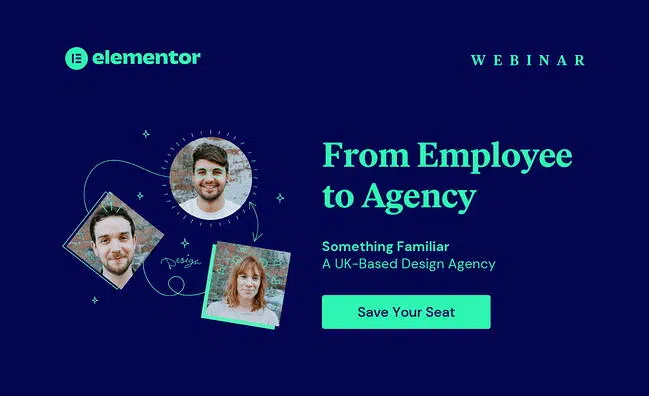 elementor
WEBINAR
From Employee
to Agency
Design
Something Familiar
A UK-Based Design Agency
Save Your Seat